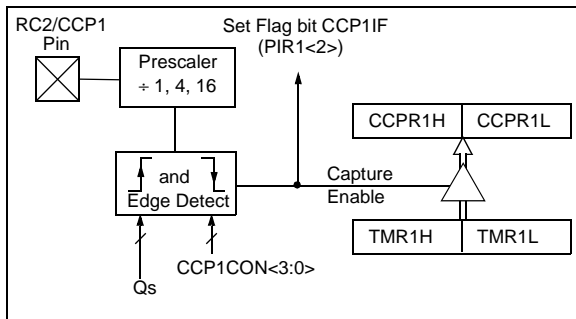 RC2/CCP1
Pin
Prescaler
÷ 1, 4, 16
Set Flag bit CCP1IF
(PIR1<2>)
CCPR1H
CCPR1L
and
Edge Detect
Capture
Enable
TMR1H
TMR1L
CCP1CON<3:0>
Qs